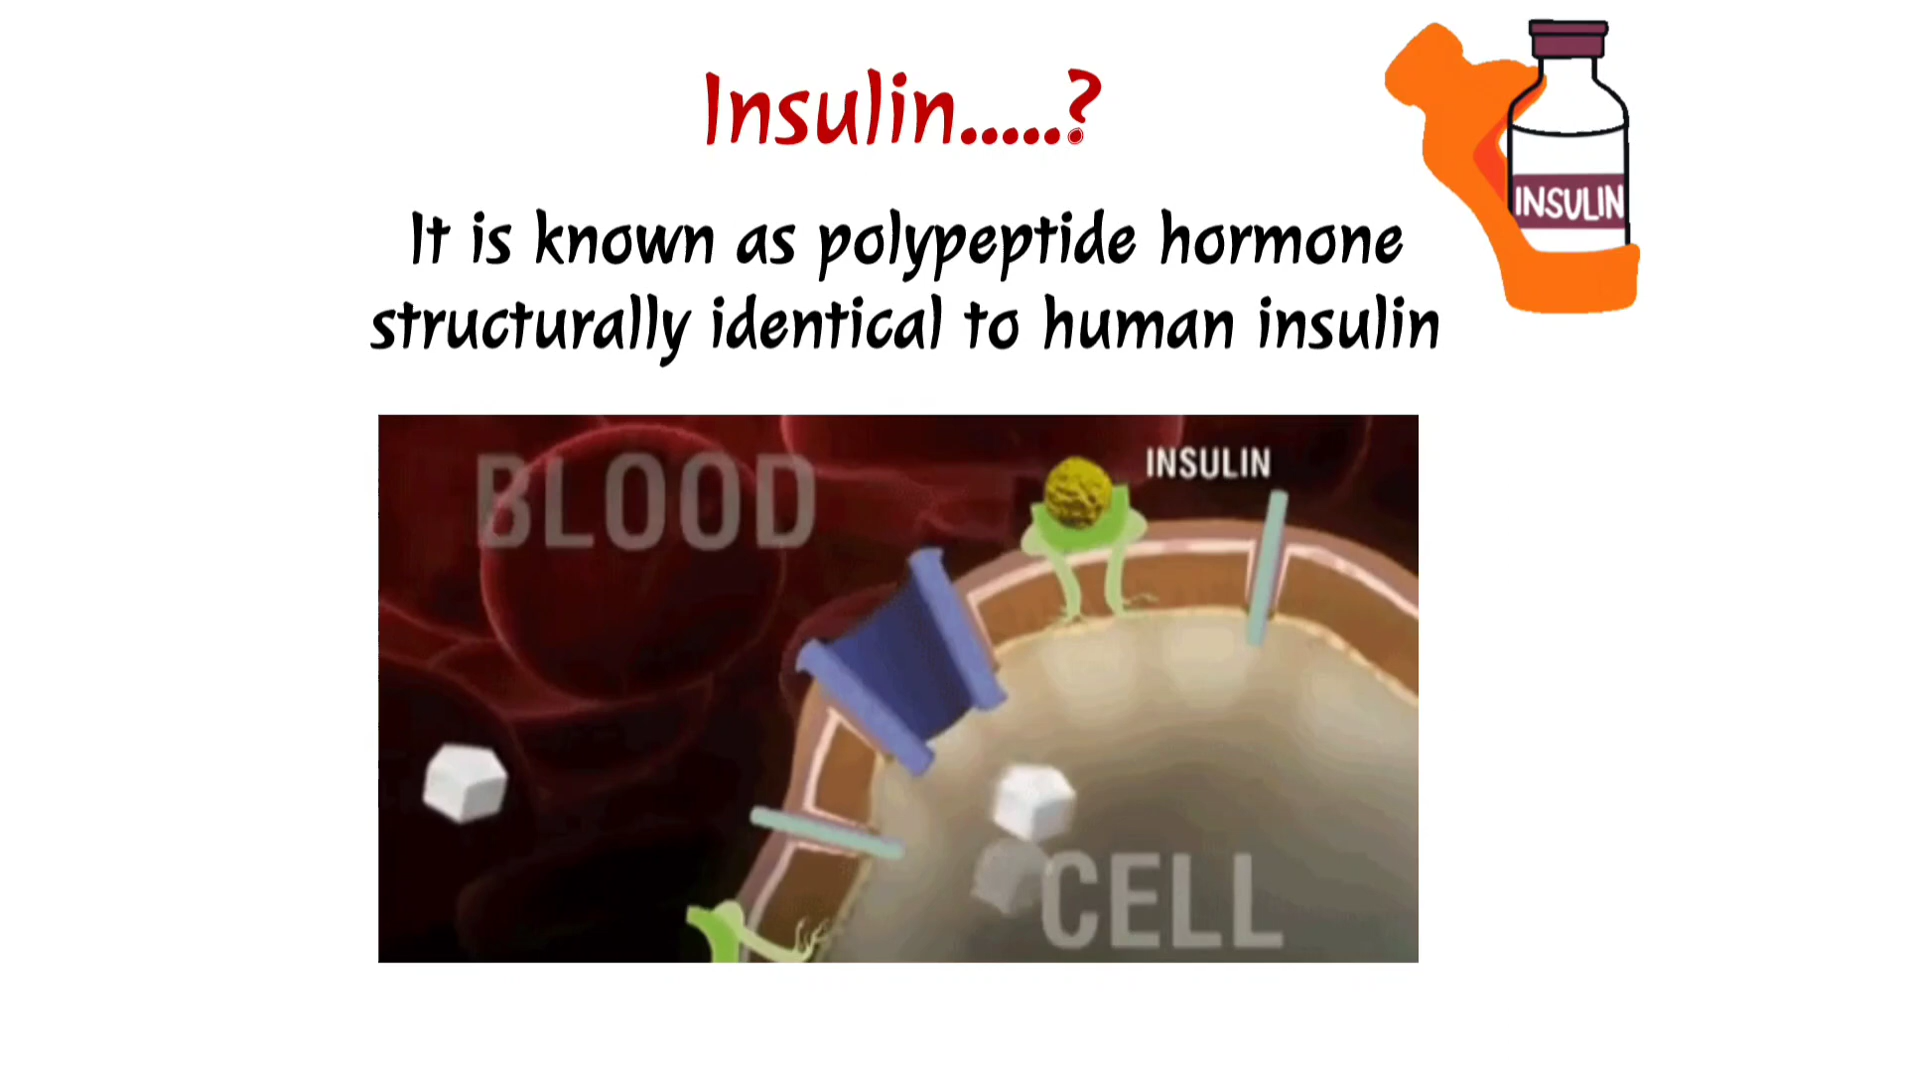 Insulin.....?
INSULIN
It is known as polypeptide hormone
structurally identical to human insulin
BLOOD
INSULIN
CELL